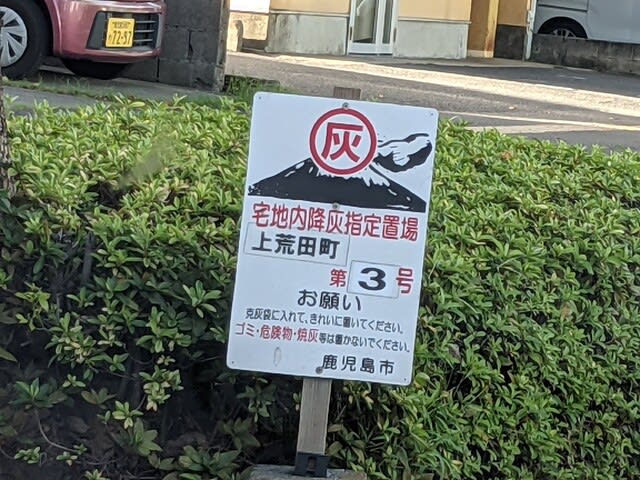 72-97
灰
宅地内降灰指定置場
上荒田町
第3号
お願い
克灰袋に入れて、きれいに置いてください。
ゴミ・危険物・焼灰等は置かないでください。
鹿児島市